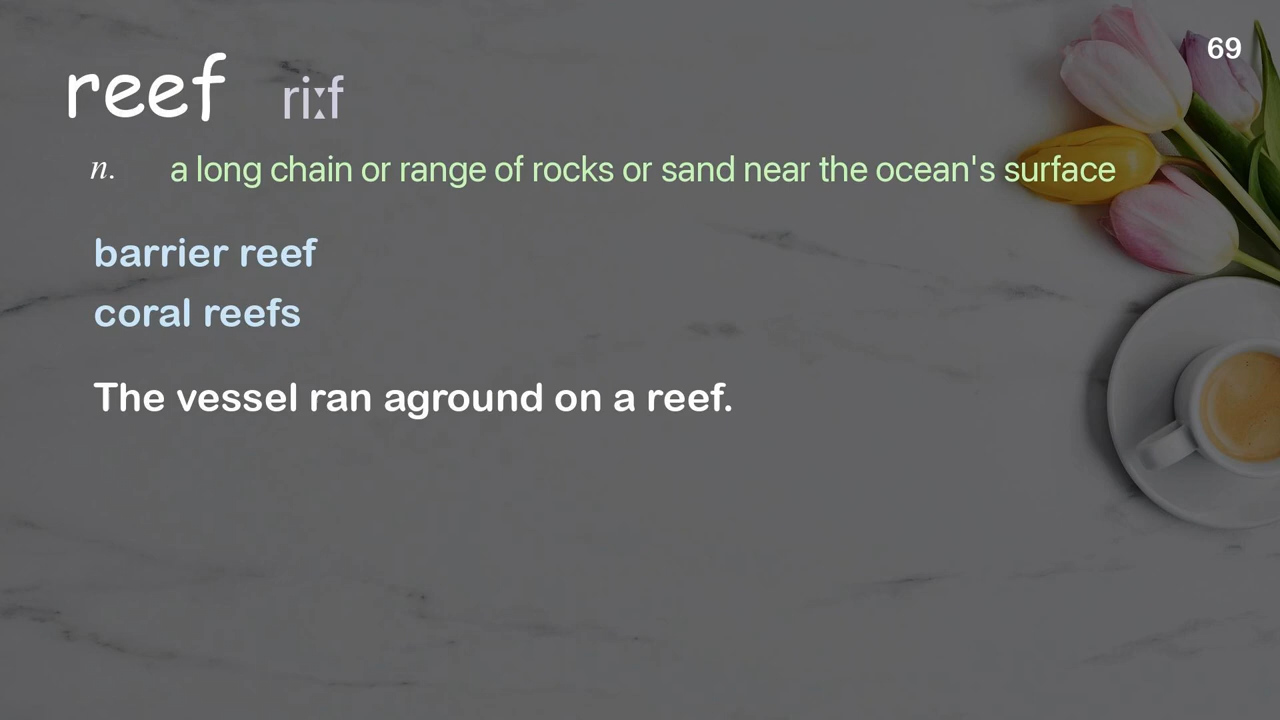 69
reef riːf
n. a long chain or range of rocks or sand near the ocean's surface
barrier reef
coral reefs
The vessel ran aground on a reef.